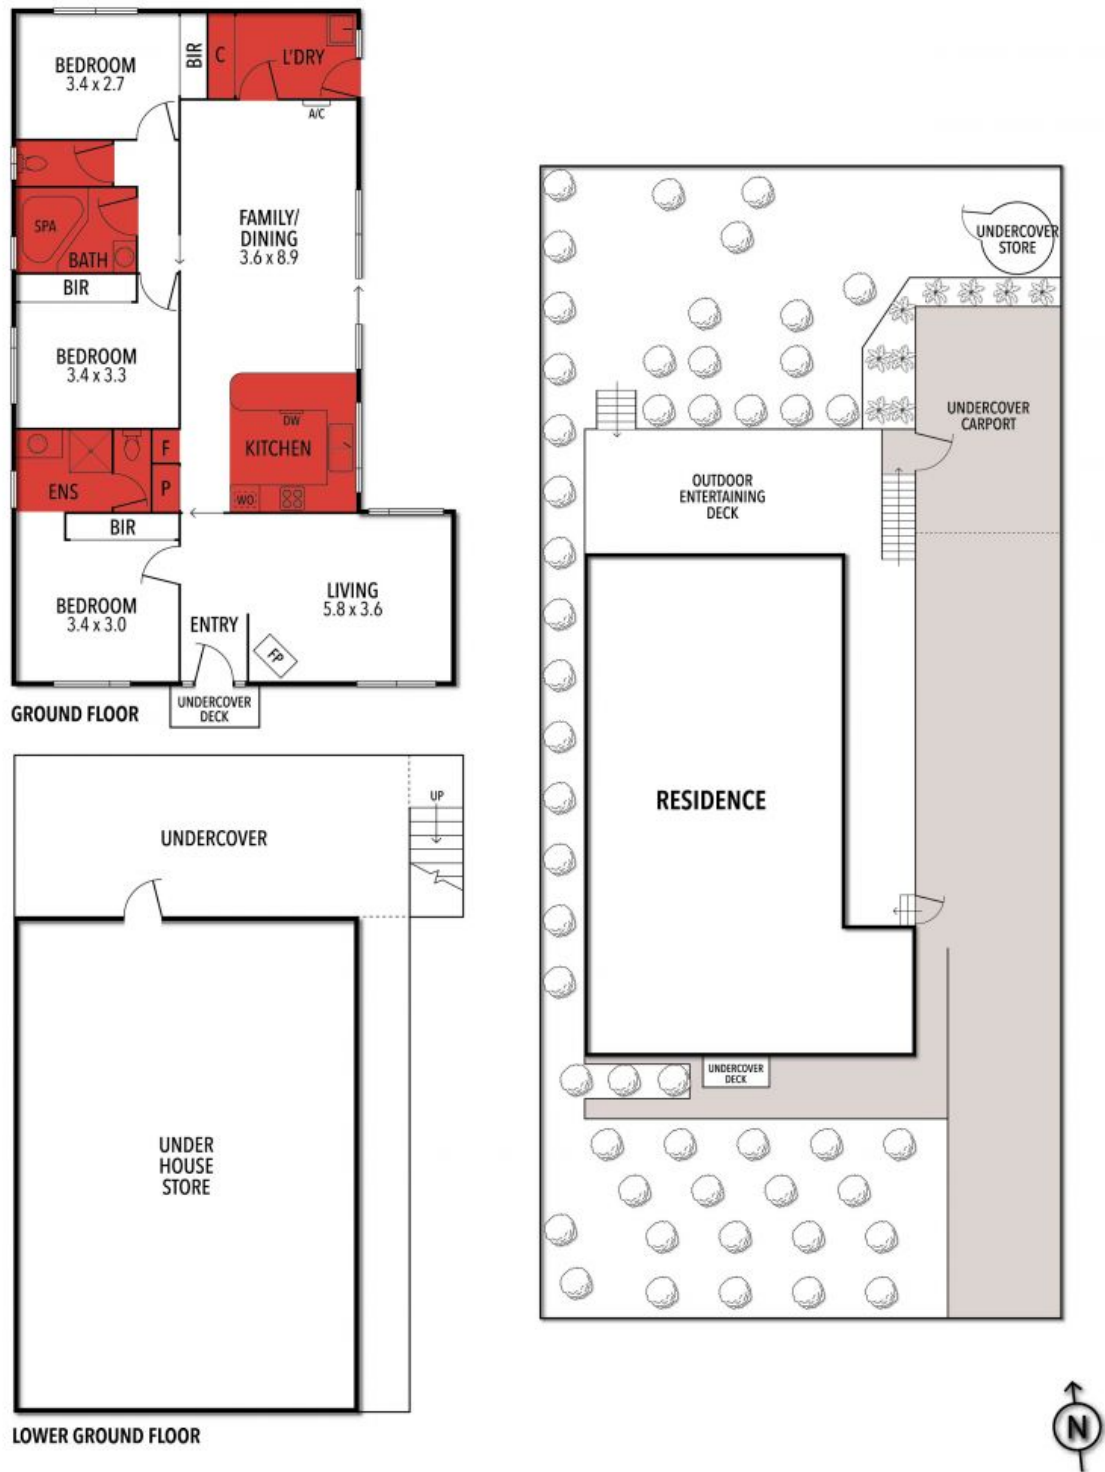 BEDROOM
3.4 x 2.7
BIR
C
L'DRY
A/C
SPA
BATH
BIR
FAMILY/
DINING
3.6 x 8.9
BEDROOM
3.4 x 3.3
DW
KITCHEN
WO
ENS
F
P
BIR
BEDROOM
3.4 x 3.0
ENTRY
LIVING
5.8 x 3.6
FP
UNDERCOVER
DECK
GROUND FLOOR
UNDERCOVER
UP
UNDER
HOUSE
STORE
LOWER GROUND FLOOR
UNDERCOVER
STORE
UNDERCOVER
CARPORT
OUTDOOR
ENTERTAINING
DECK
RESIDENCE
UNDERCOVER
DECK
N